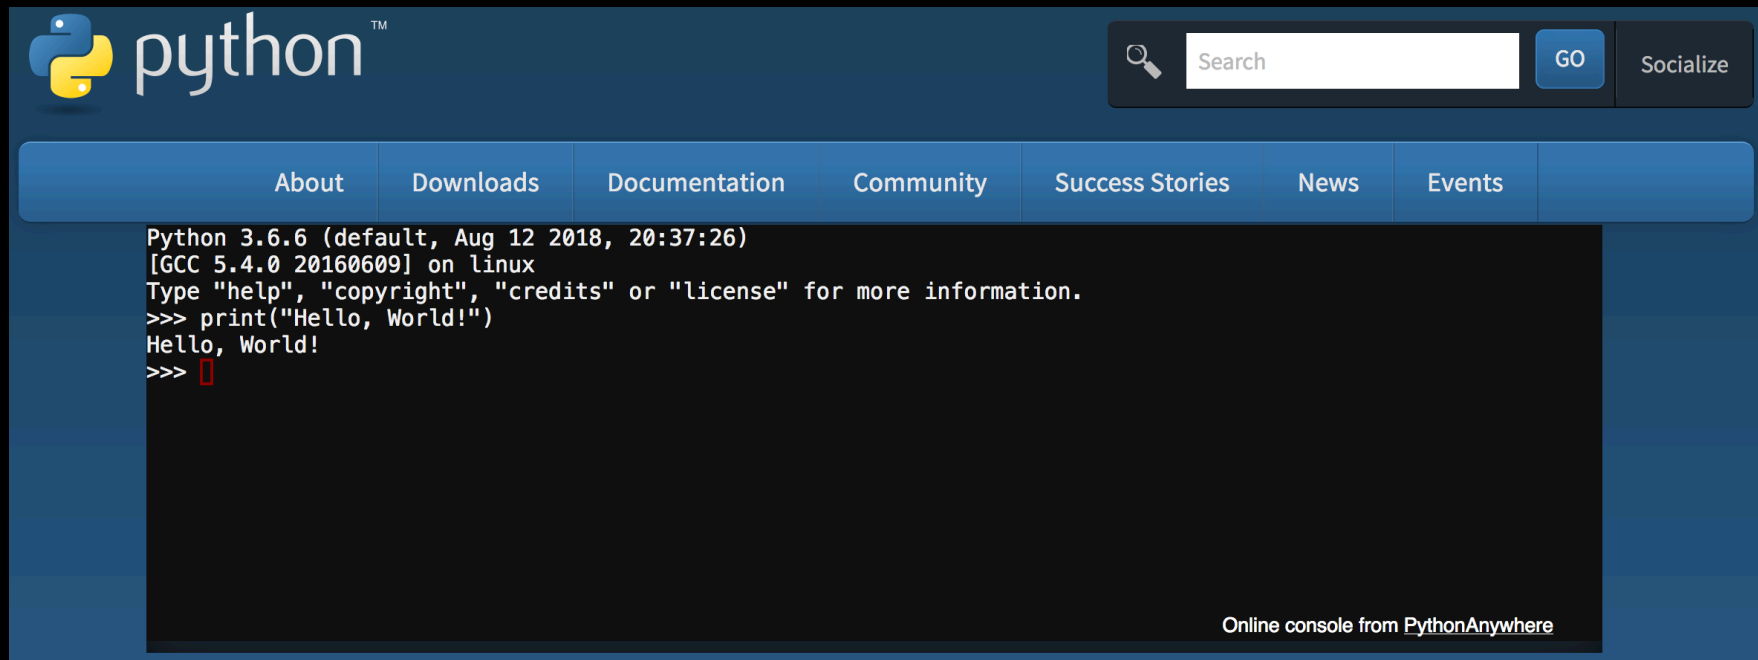 python™
Search
GO
Socialize
About Downloads Documentation Community Success Stories News Events
Python 3.6.6 (default, Aug 12 2018, 20:37:26)
[GCC 5.4.0 20160609] on linux
Type "help", "copyright", "credits" or "license" for more information.
>>> print("Hello, World!")
Hello, World!
>>>
Online console from PythonAnywhere